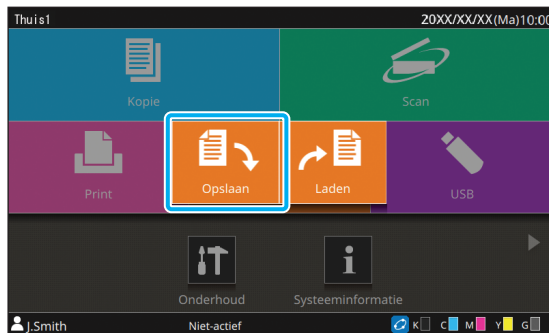 Thuis1 20XX/XX/XX(Ma)10:00
Kopie Scan
Print Opslaan Laden USB
Onderhoud Systeeminformatie
J.Smith Niet-actief K C M Y G